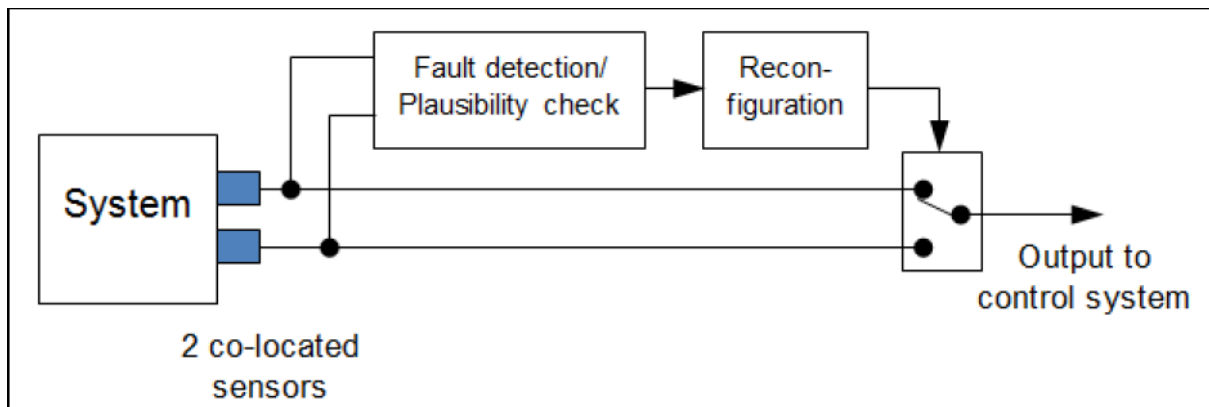 Fault detection/
Plausibility check
Recon-
figuration
System
Output to
control system
2 co-located
sensors